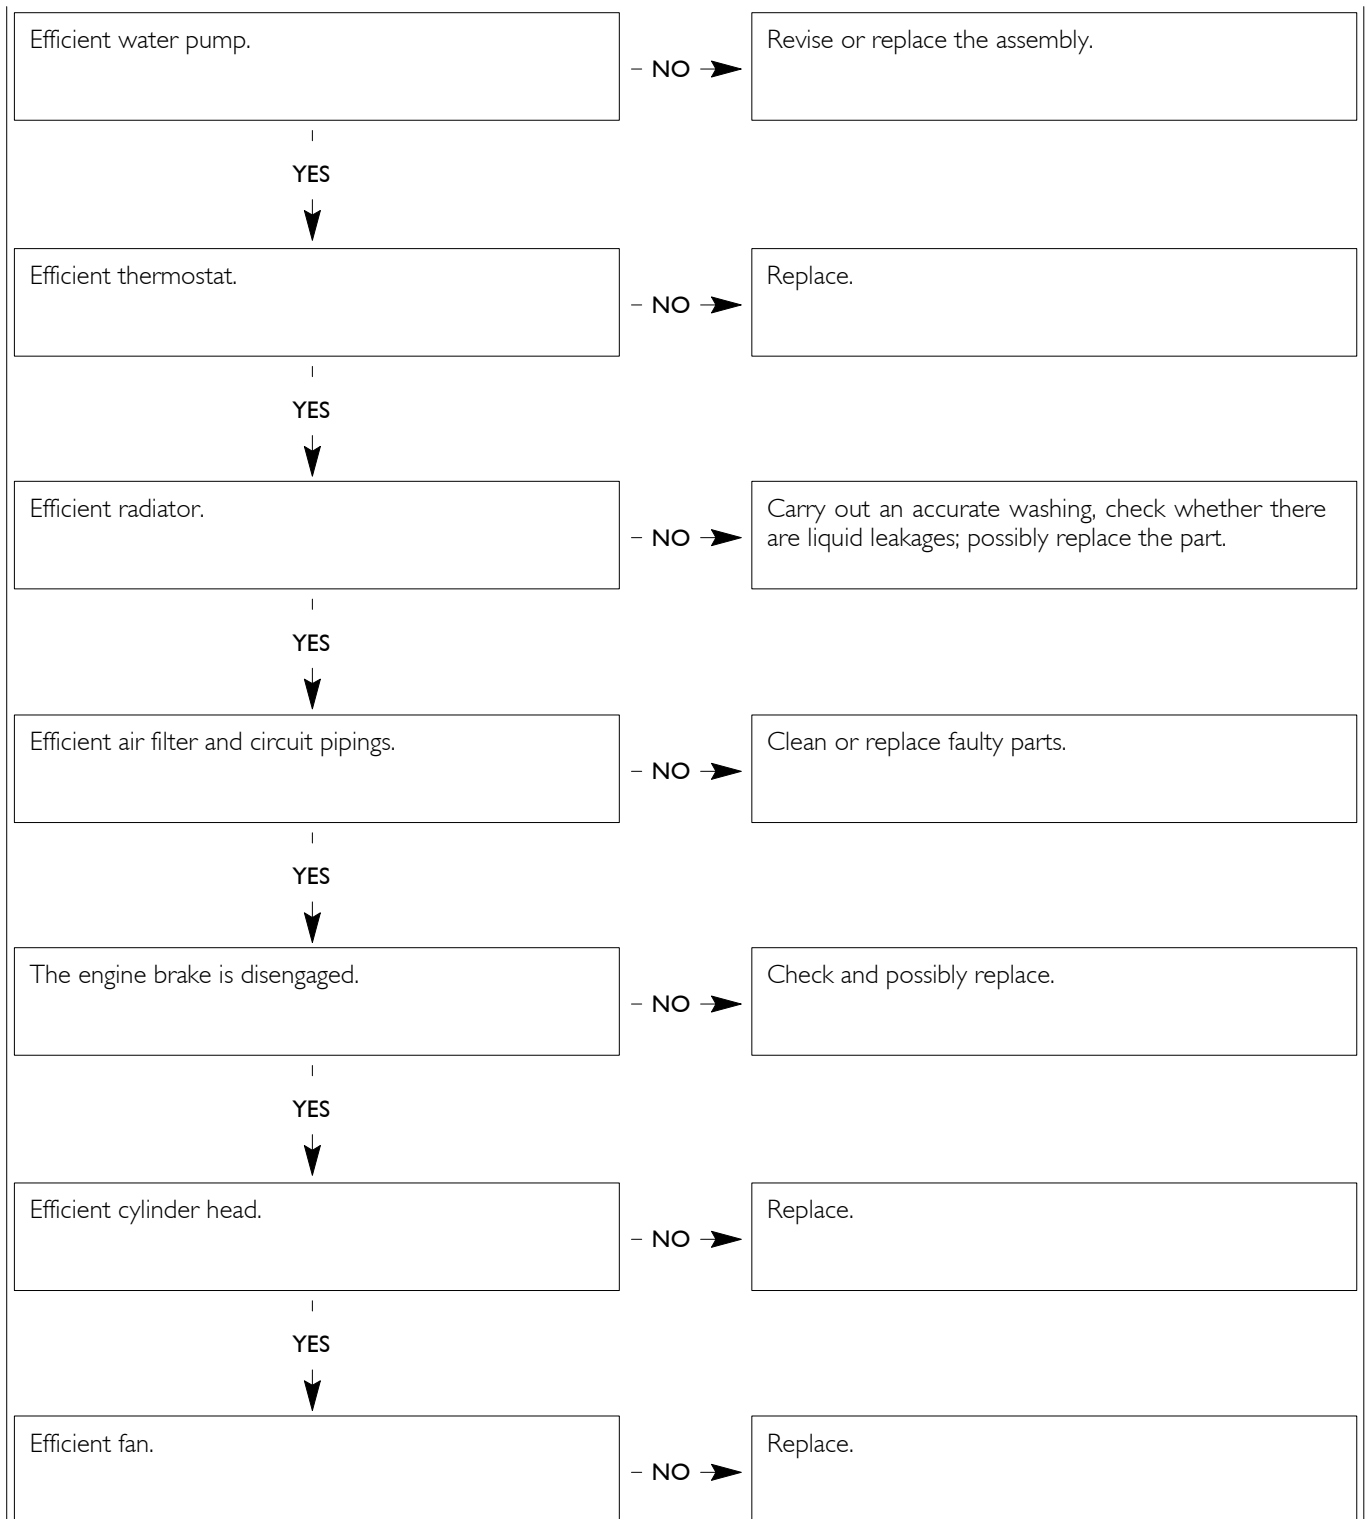 Efficient water pump.
– NO
Revise or replace the assembly.
YES
Efficient thermostat.
– NO
Replace.
YES
Efficient radiator.
– NO
Carry out an accurate washing, check whether there
are liquid leakages; possibly replace the part.
YES
Efficient air filter and circuit pipings.
– NO
Clean or replace faulty parts.
YES
The engine brake is disengaged.
– NO
Check and possibly replace.
YES
Efficient cylinder head.
– NO
Replace.
YES
Efficient fan.
– NO
Replace.